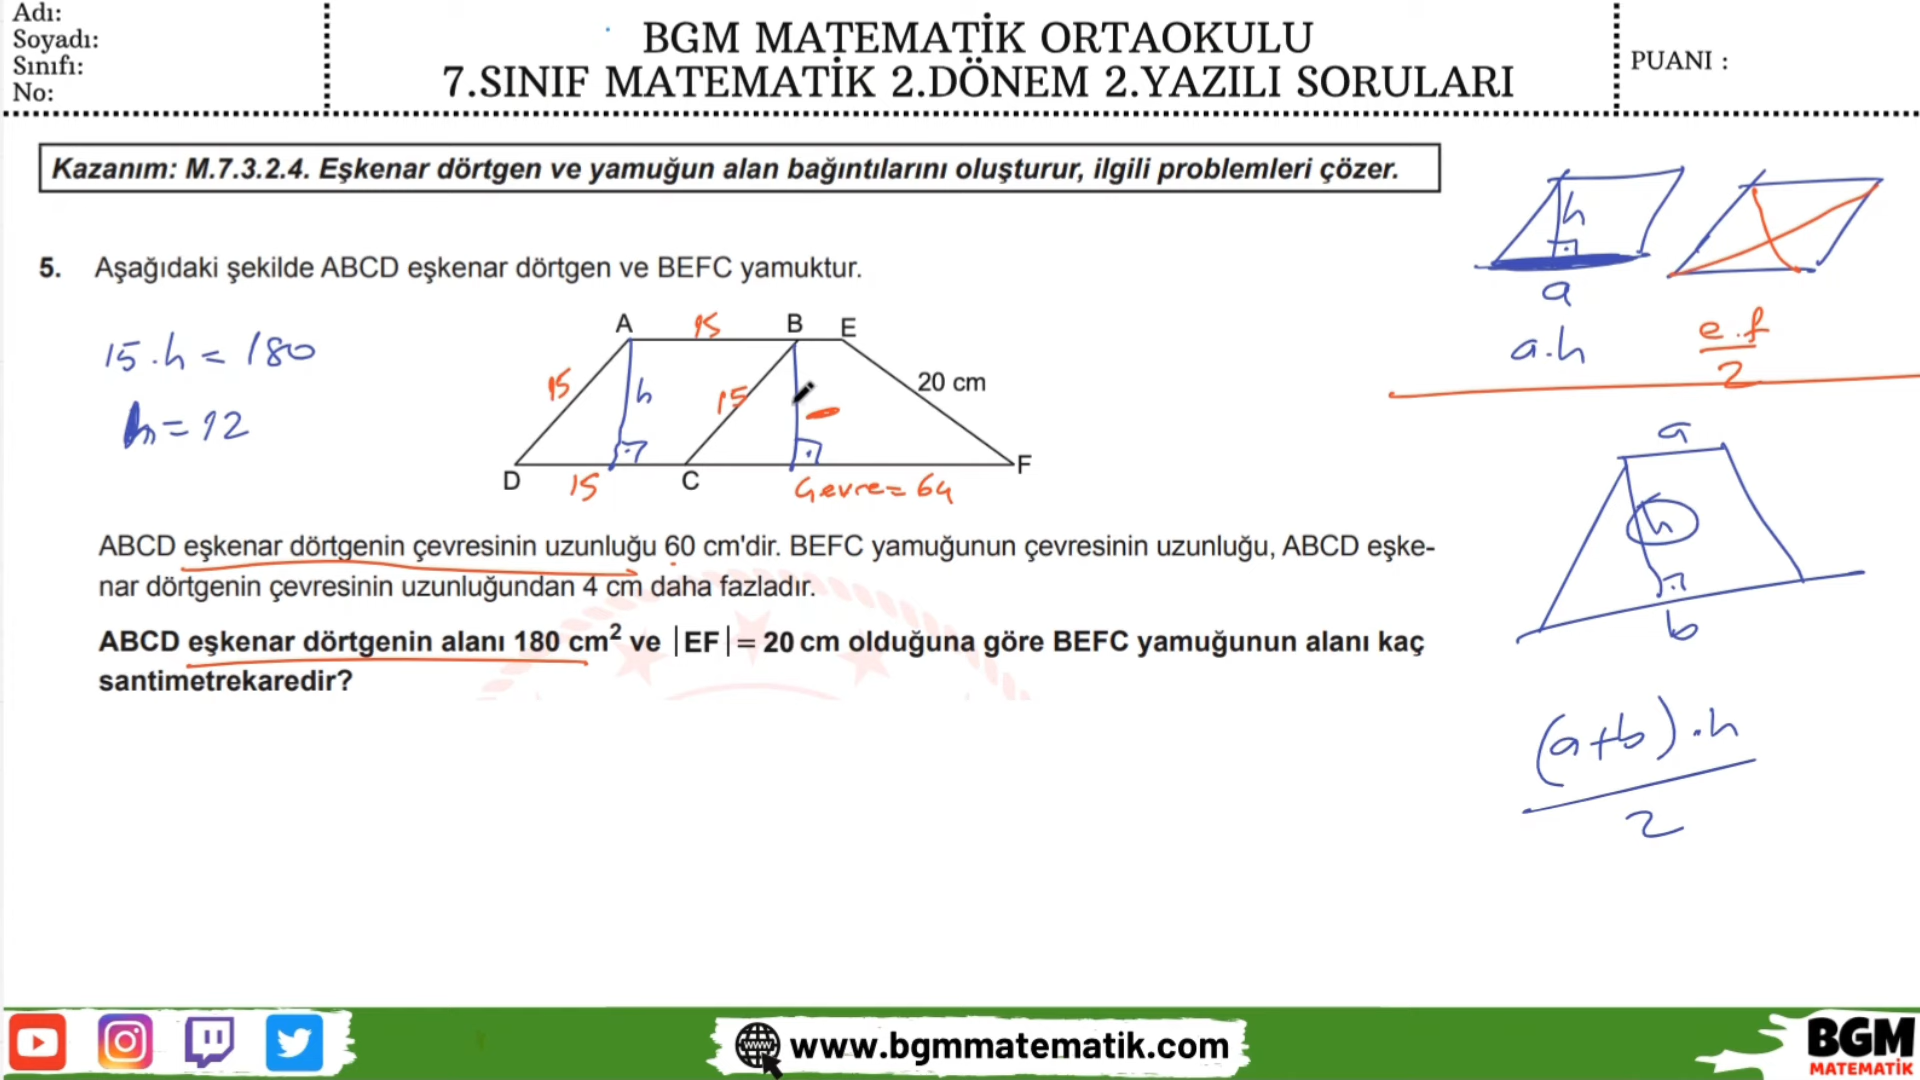 Adı:
Soyadı:
Sınıfı:
No:
BGM MATEMATİK ORTAOKULU
7.SINIF MATEMATİK 2.DÖNEM 2.YAZILI SORULARI
PUANI :
Kazanım: M.7.3.2.4. Eşkenar dörtgen ve yamuğun alan bağıntılarını oluşturur, ilgili problemleri çözer.
5. Aşağıdaki şekilde ABCD eşkenar dörtgen ve BEFC yamuktur.
15.h = 180
h = 12
A 15 B E
15 h 15 20 cm
D 15 C F
Çevre = 64
ABCD eşkenar dörtgenin çevresinin uzunluğu 60 cm'dir. BEFC yamuğunun çevresinin uzunluğu, ABCD eşke-
nar dörtgenin çevresinin uzunluğundan 4 cm daha fazladır.
ABCD eşkenar dörtgenin alanı 180 cm² ve |EF| = 20 cm olduğuna göre BEFC yamuğunun alanı kaç
santimetrekaredir?
h
a
a.h
e.f
2
a
h
b
(a+b).h
2
www
www.bgmmatematik.com
BGM
MATEMATİK